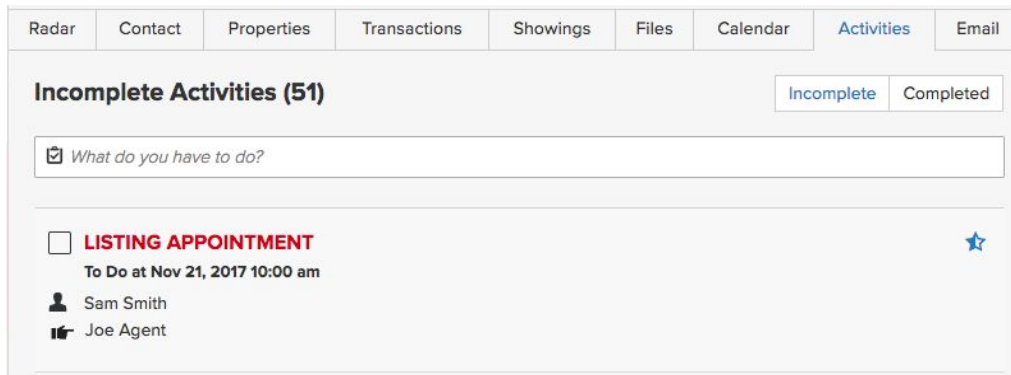 Radar Contact Properties Transactions Showings Files Calendar Activities Email
Incomplete Activities (51) Incomplete Completed
What do you have to do?
LISTING APPOINTMENT
To Do at Nov 21, 2017 10:00 am
Sam Smith
Joe Agent